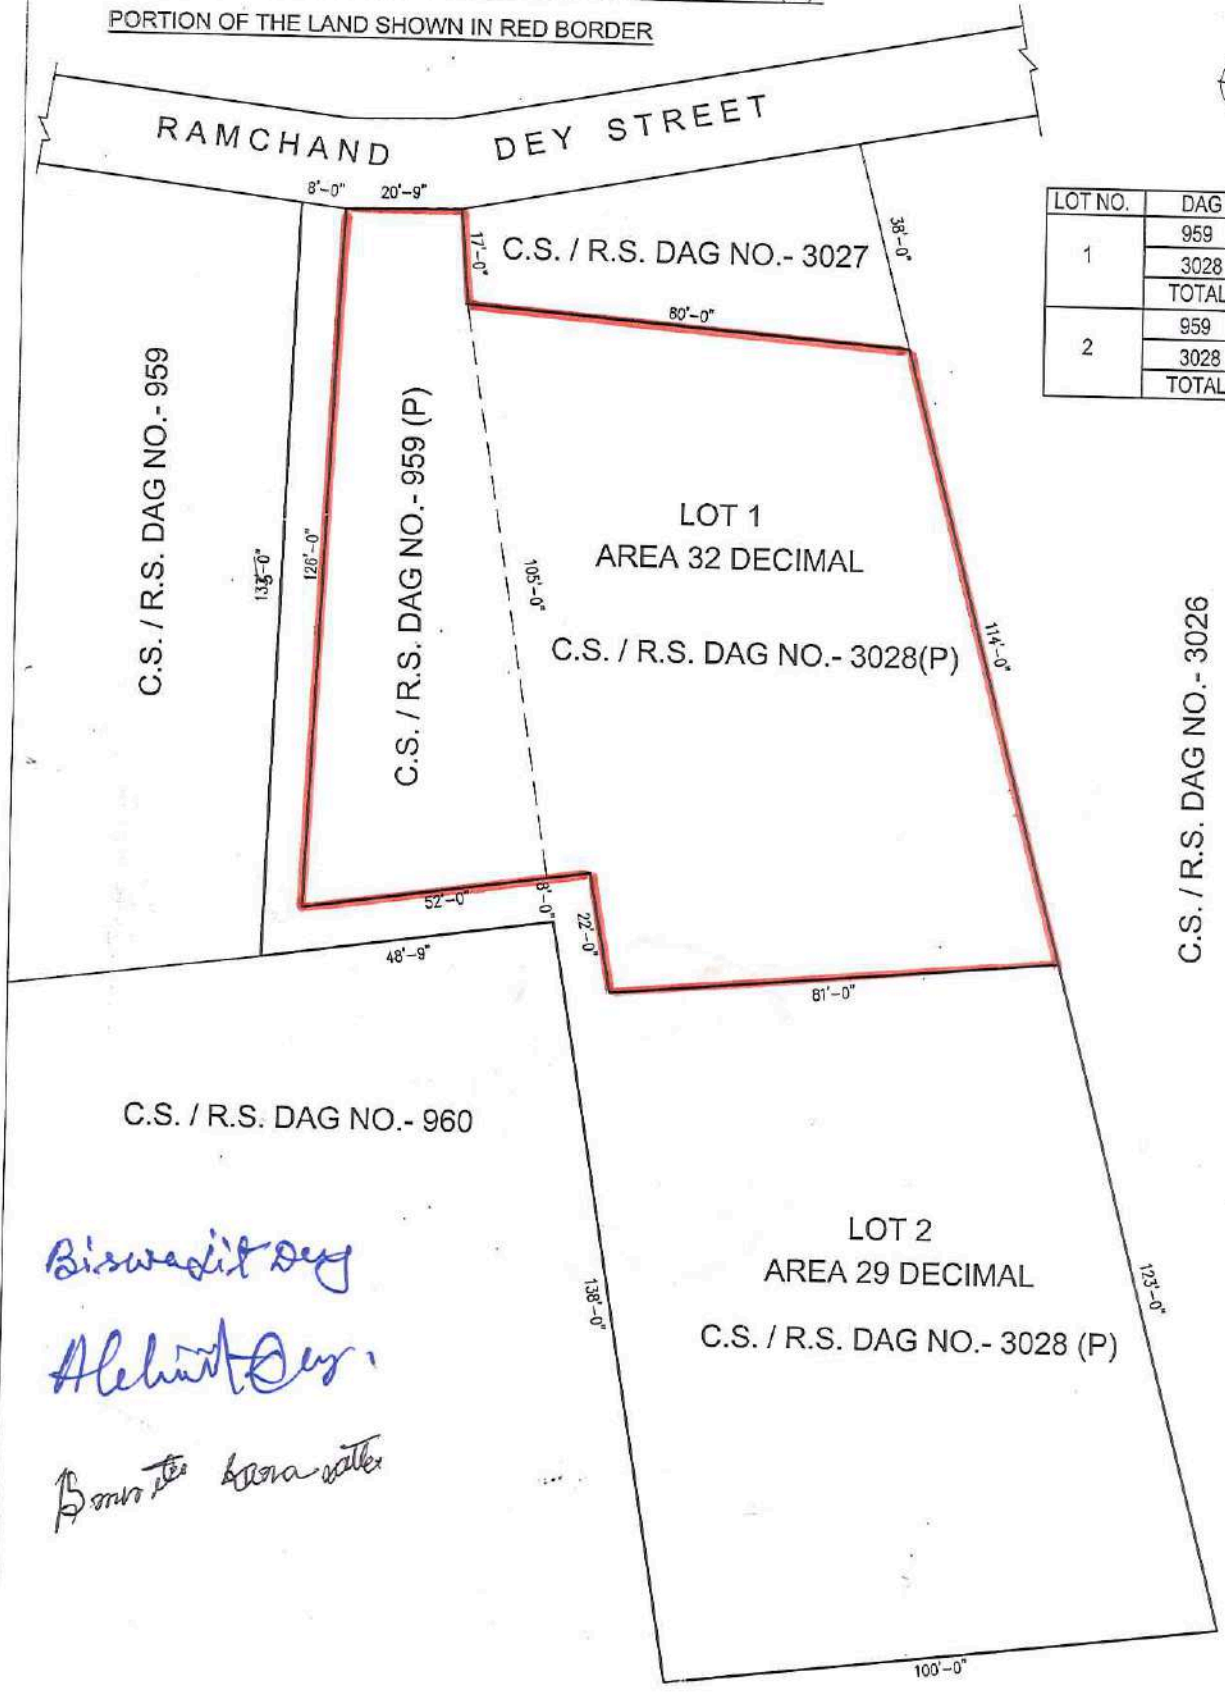 PORTION OF THE LAND SHOWN IN RED BORDER
RAMCHAND DEY STREET
8'-0" 20'-9"
17'-0"
C.S. / R.S. DAG NO.- 3027
38'-0"
80'-0"
LOT NO. DAG
1
959
3028
TOTAL
2
959
3028
TOTAL
C.S. / R.S. DAG NO.- 959
126'-0"
C.S. / R.S. DAG NO.- 959 (P)
105'-0"
LOT 1
AREA 32 DECIMAL
C.S. / R.S. DAG NO.- 3028(P)
114'-0"
C.S. / R.S. DAG NO.- 3026
52'-0"
8'-0"
22'-0"
48'-9"
81'-0"
C.S. / R.S. DAG NO.- 960
Biswajit Dey
Dey
138'-0"
LOT 2
AREA 29 DECIMAL
C.S. / R.S. DAG NO.- 3028 (P)
123'-0"
100'-0"